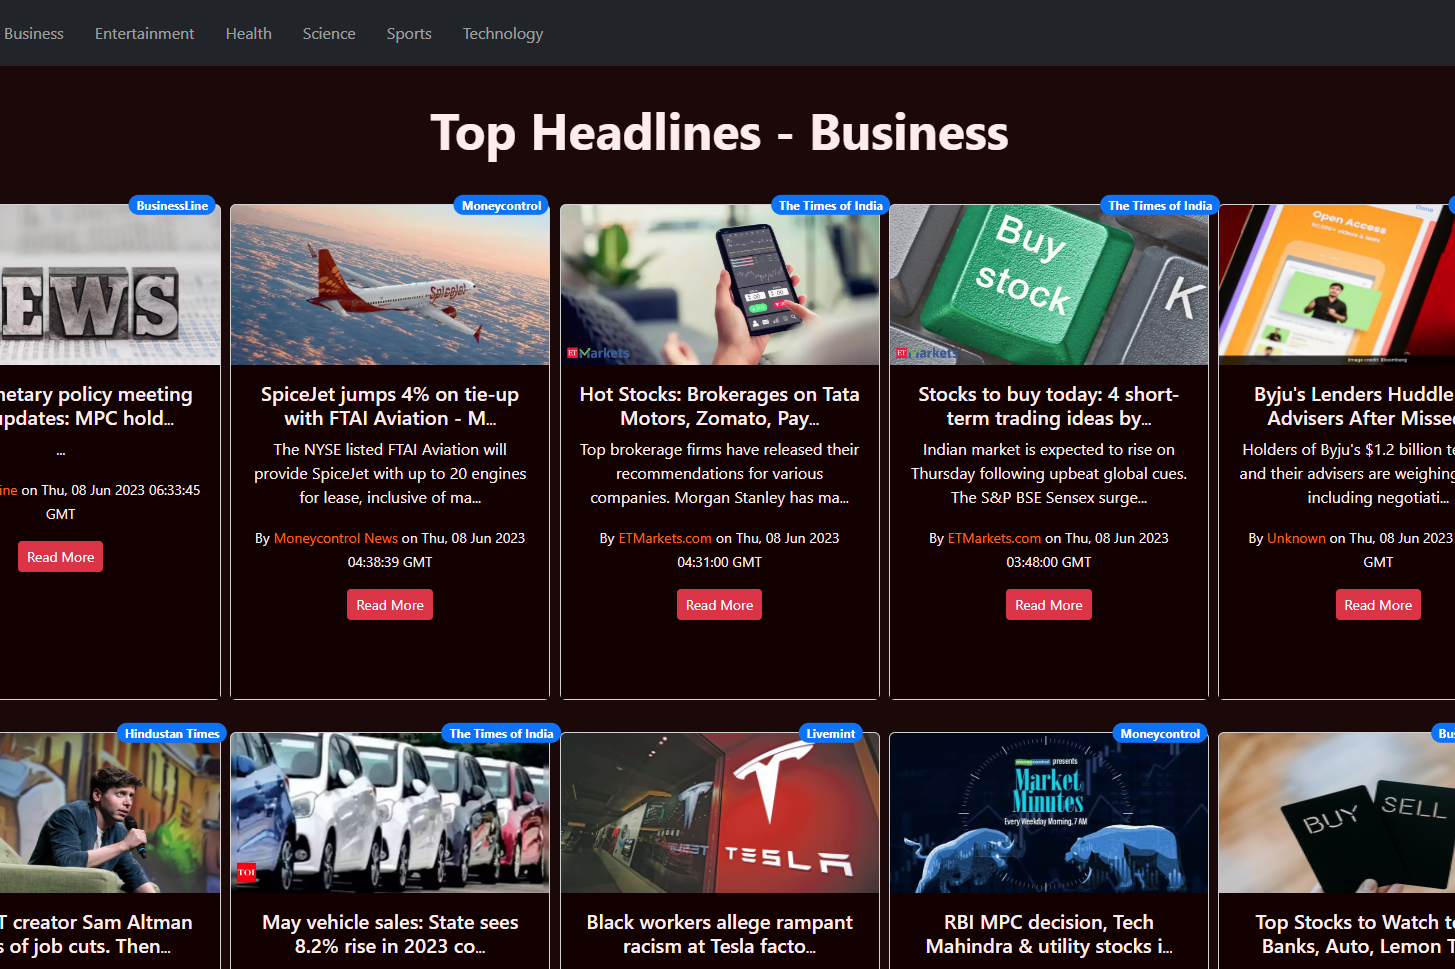 Business Entertainment Health Science Sports Technology
Top Headlines - Business
BusinessLine
EWS
netary policy meeting
updates: MPC hold...
...
ine on Thu, 08 Jun 2023 06:33:45
GMT
Read More
Moneycontrol
SpiceJet
SpiceJet jumps 4% on tie-up
with FTAI Aviation - M...
The NYSE listed FTAI Aviation will
provide SpiceJet with up to 20 engines
for lease, inclusive of ma...
By Moneycontrol News on Thu, 08 Jun 2023
04:38:39 GMT
Read More
The Times of India
ET Markets
Hot Stocks: Brokerages on Tata
Motors, Zomato, Pay...
Top brokerage firms have released their
recommendations for various
companies. Morgan Stanley has ma...
By ETMarkets.com on Thu, 08 Jun 2023
04:31:00 GMT
Read More
The Times of India
Buy
stock
K
ET Markets
Stocks to buy today: 4 short-
term trading ideas by...
Indian market is expected to rise on
Thursday following upbeat global cues.
The S&P BSE Sensex surge...
By ETMarkets.com on Thu, 08 Jun 2023
03:48:00 GMT
Read More
Open Access
Image credit: Bloomberg
Byju's Lenders Huddle
Advisers After Misse
Holders of Byju's $1.2 billion te
and their advisers are weighing
including negotiati...
By Unknown on Thu, 08 Jun 2023
GMT
Read More
Hindustan Times
T creator Sam Altman
s of job cuts. Then...
The Times of India
TOI
May vehicle sales: State sees
8.2% rise in 2023 co...
Livemint
TESLA
Black workers allege rampant
racism at Tesla facto...
Moneycontrol
moneycontrol presents
Market
Minutes
Every Weekday Morning, 7 AM
RBI MPC decision, Tech
Mahindra & utility stocks i...
Bus
BUY SELL
Top Stocks to Watch t
Banks, Auto, Lemon T